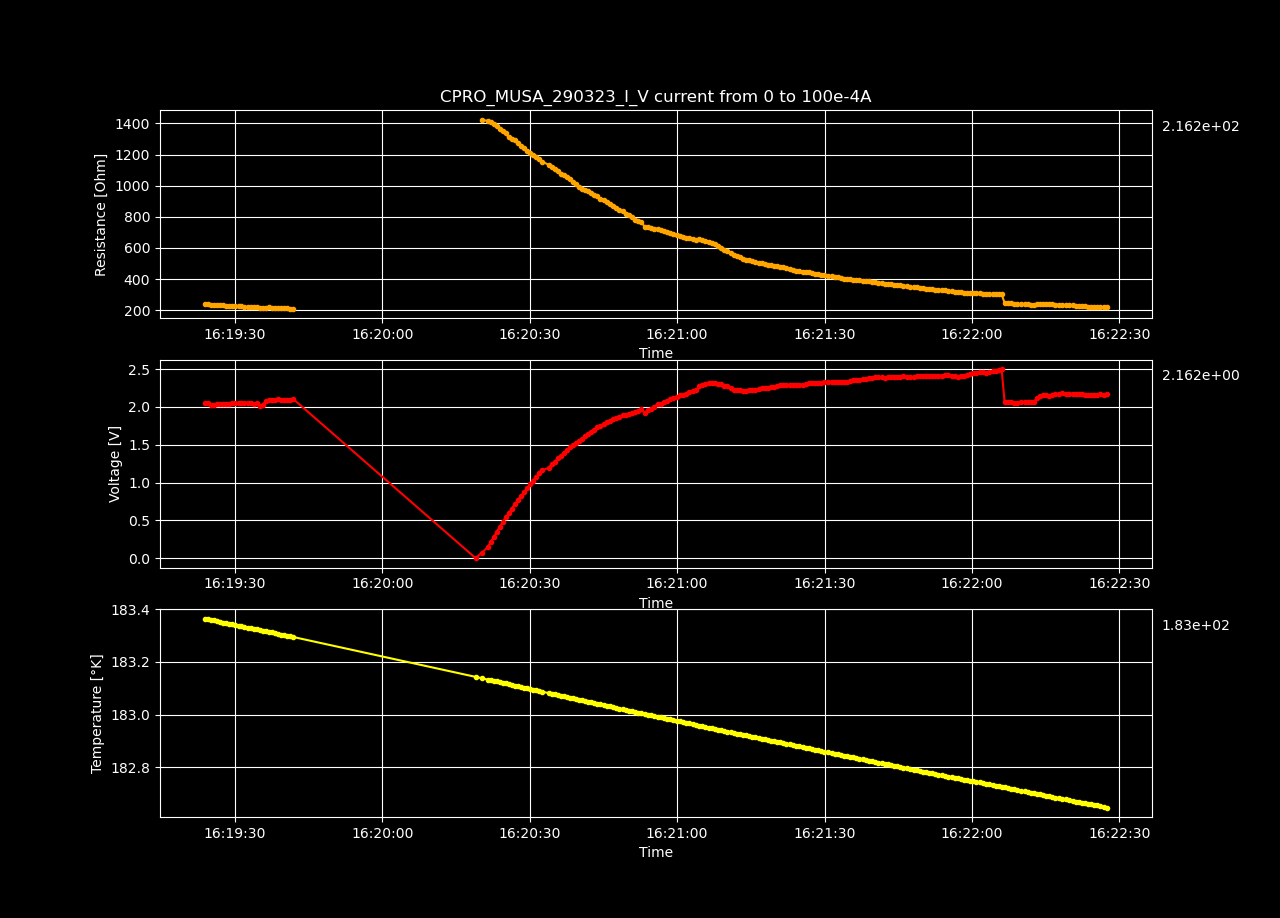 CPRO_MUSA_290323_I_V current from 0 to 100e-4A
2.162e+02
Resistance [Ohm]
1400
1200
1000
800
600
400
200
16:19:30 16:20:00 16:20:30 16:21:00 16:21:30 16:22:00 16:22:30
Time
2.162e+00
Voltage [V]
2.5
2.0
1.5
1.0
0.5
0.0
16:19:30 16:20:00 16:20:30 16:21:00 16:21:30 16:22:00 16:22:30
Time
1.83e+02
Temperature [°K]
183.4
183.2
183.0
182.8
16:19:30 16:20:00 16:20:30 16:21:00 16:21:30 16:22:00 16:22:30
Time